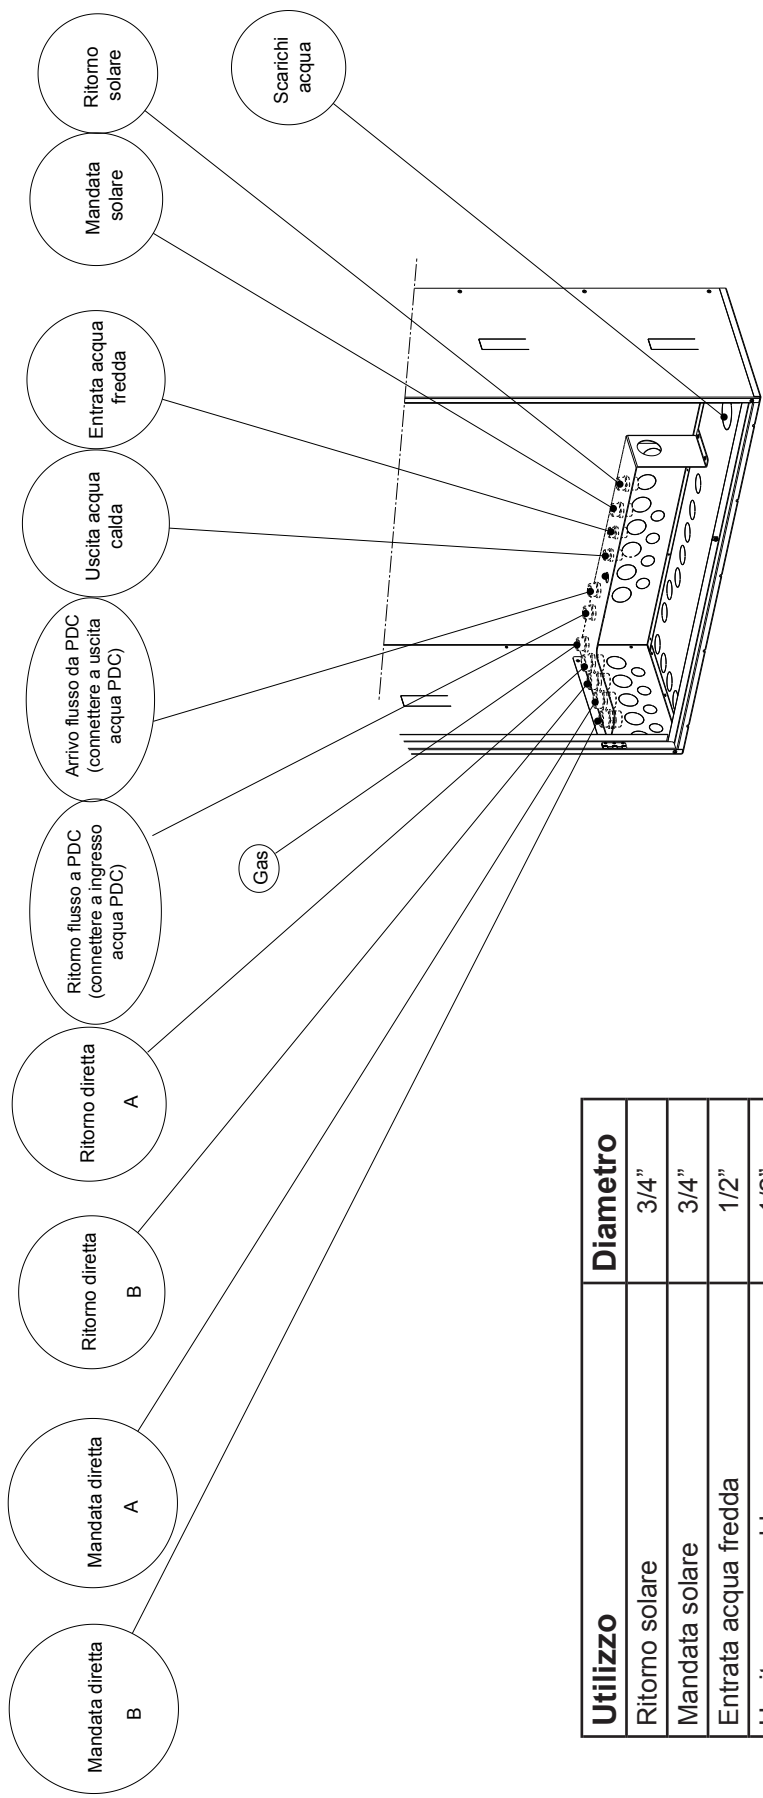 Mandata diretta
B
Mandata diretta
A
Ritorno diretta
B
Ritorno diretta
A
Ritorno flusso a PDC
(connettere a ingresso
acqua PDC)
Arrivo flusso da PDC
(connettere a uscita
acqua PDC)
Uscita acqua
calda
Entrata acqua
fredda
Mandata
solare
Ritorno
solare
Gas
Scarichi
acqua
Utilizzo Diametro
Ritorno solare 3/4”
Mandata solare 3/4”
Entrata acqua fredda 1/2”